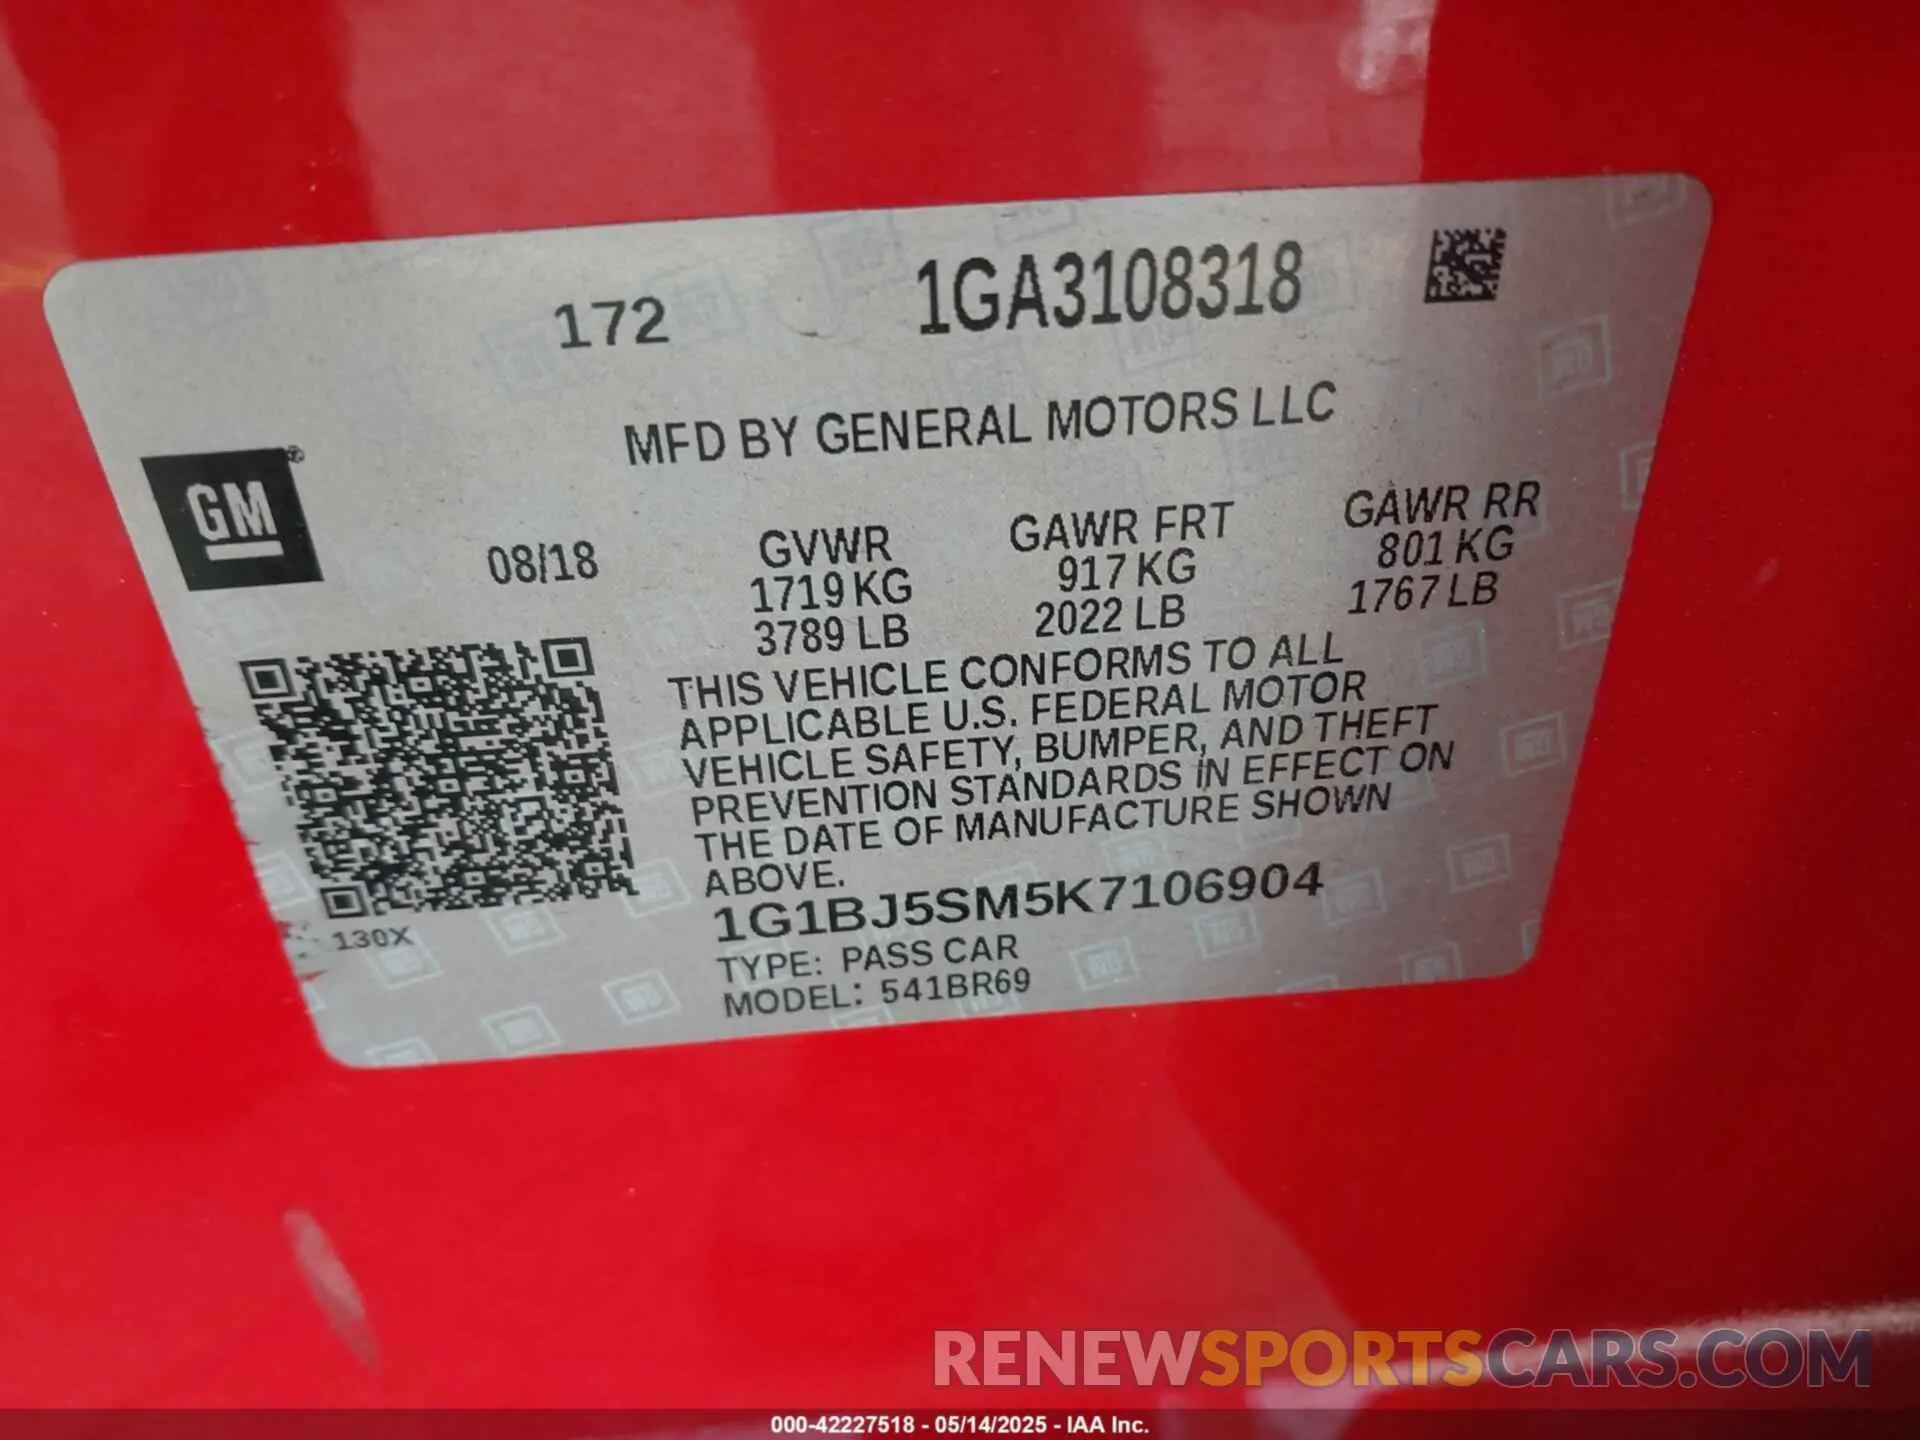 172 1GA3108318
MFD BY GENERAL MOTORS LLC
GM ®
08/18
GVWR GAWR FRT GAWR RR
1719 KG 917 KG 801 KG
3789 LB 2022 LB 1767 LB
THIS VEHICLE CONFORMS TO ALL
APPLICABLE U.S. FEDERAL MOTOR
VEHICLE SAFETY, BUMPER, AND THEFT
PREVENTION STANDARDS IN EFFECT ON
THE DATE OF MANUFACTURE SHOWN
ABOVE.
1G1BJ5SM5K7106904
130X
TYPE: PASS CAR
MODEL: 541BR69
RENEWSPORTSCARS.COM
000-42227518 - 05/14/2025 - IAA Inc.